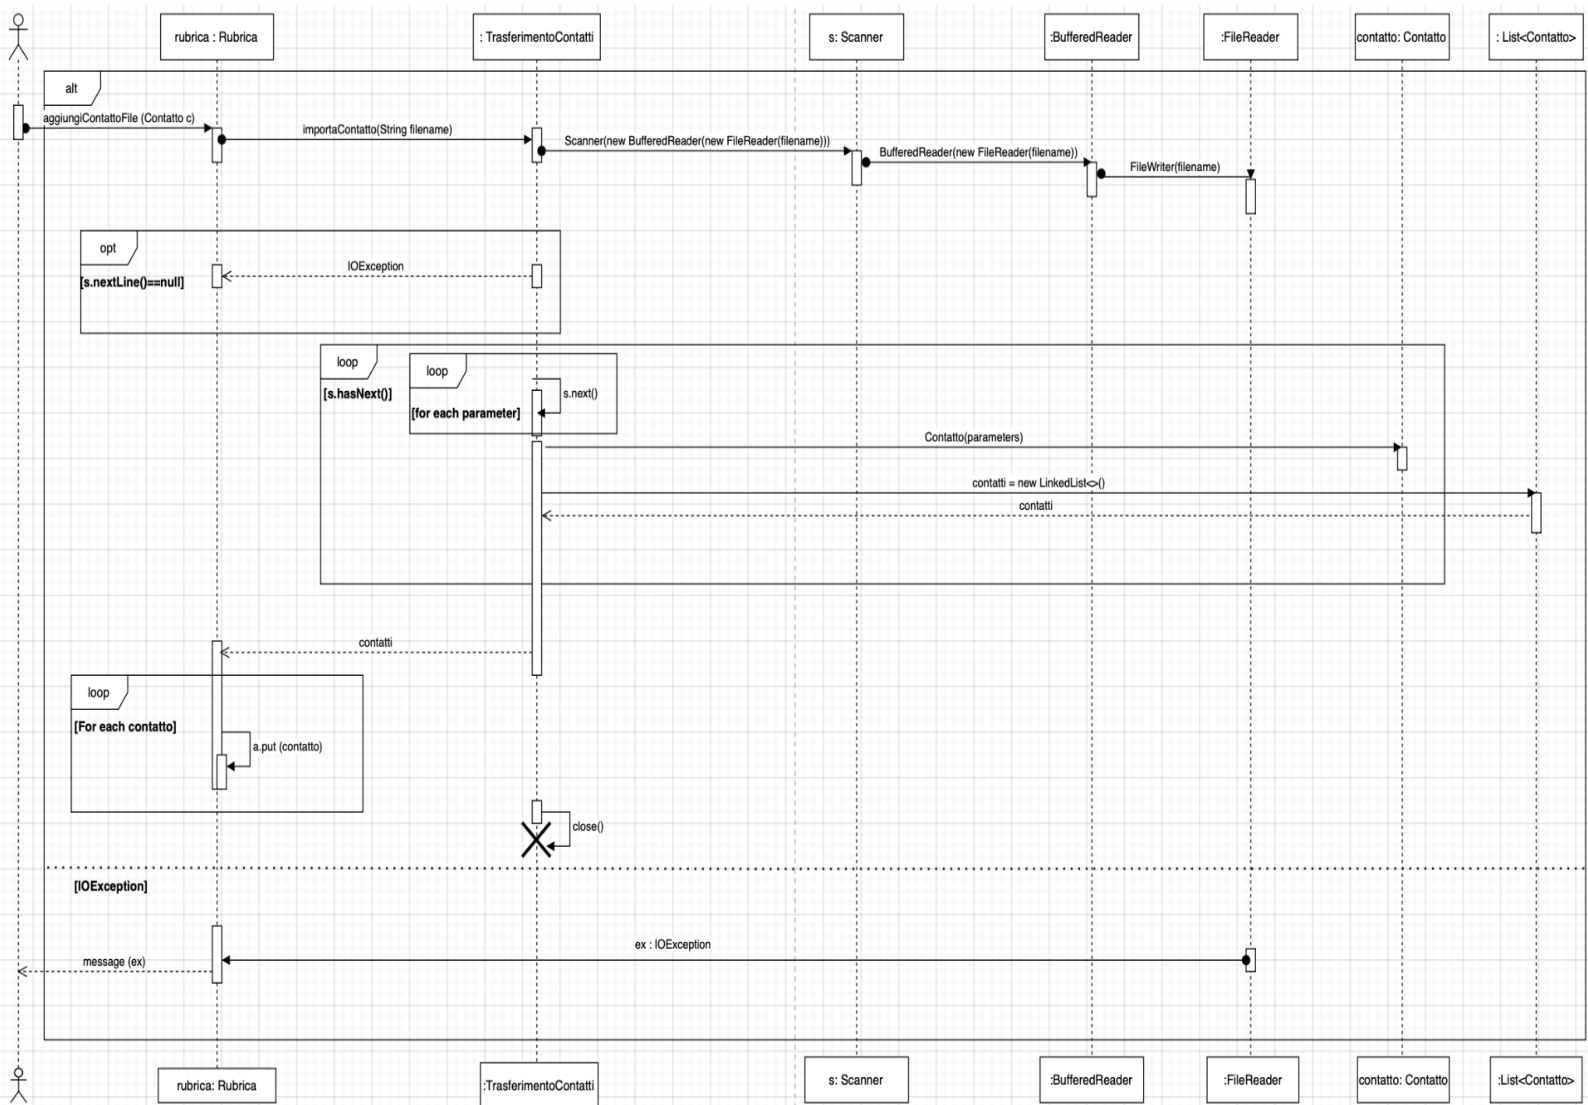 rubrica : Rubrica
: TrasferimentoContatti
s: Scanner
:BufferedReader
:FileReader
contatto: Contatto
: List<Contatto>
alt
aggiungiContattoFile (Contatto c)
importaContatto(String filename)
Scanner(new BufferedReader(new FileReader(filename)))
BufferedReader(new FileReader(filename))
FileWriter(filename)
opt
[s.nextLine()==null]
IOException
loop
[s.hasNext()]
loop
[for each parameter]
s.next()
Contatto(parameters)
contatti = new LinkedList<>()
contatti
contatti
loop
[For each contatto]
a.put (contatto)
close()
[IOException]
ex : IOException
message (ex)
rubrica: Rubrica
:TrasferimentoContatti
s: Scanner
:BufferedReader
:FileReader
contatto: Contatto
:List<Contatto>